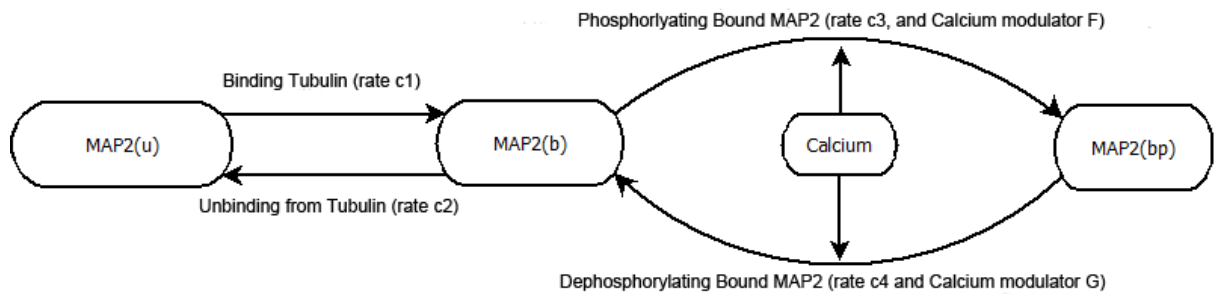 Phosphorlyating Bound MAP2 (rate c3, and Calcium modulator F)
Binding Tubulin (rate c1)
MAP2(u)
MAP2(b)
Calcium
MAP2(bp)
Unbinding from Tubulin (rate c2)
Dephosphorylating Bound MAP2 (rate c4 and Calcium modulator G)